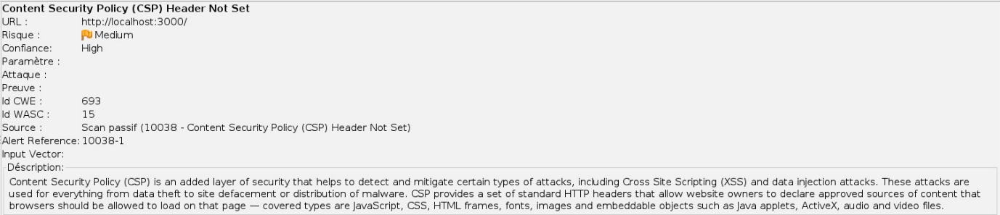 Content Security Policy (CSP) Header Not Set
URL : http://localhost:3000/
Risque : Medium
Confiance: High
Paramètre :
Attaque :
Preuve :
Id CWE : 693
Id WASC : 15
Source : Scan passif (10038 - Content Security Policy (CSP) Header Not Set)
Alert Reference: 10038-1
Input Vector:
Déscription:
Content Security Policy (CSP) is an added layer of security that helps to detect and mitigate certain types of attacks, including Cross Site Scripting (XSS) and data injection attacks. These attacks are
used for everything from data theft to site defacement or distribution of malware. CSP provides a set of standard HTTP headers that allow website owners to declare approved sources of content that
browsers should be allowed to load on that page — covered types are JavaScript, CSS, HTML frames, fonts, images and embeddable objects such as Java applets, ActiveX, audio and video files.